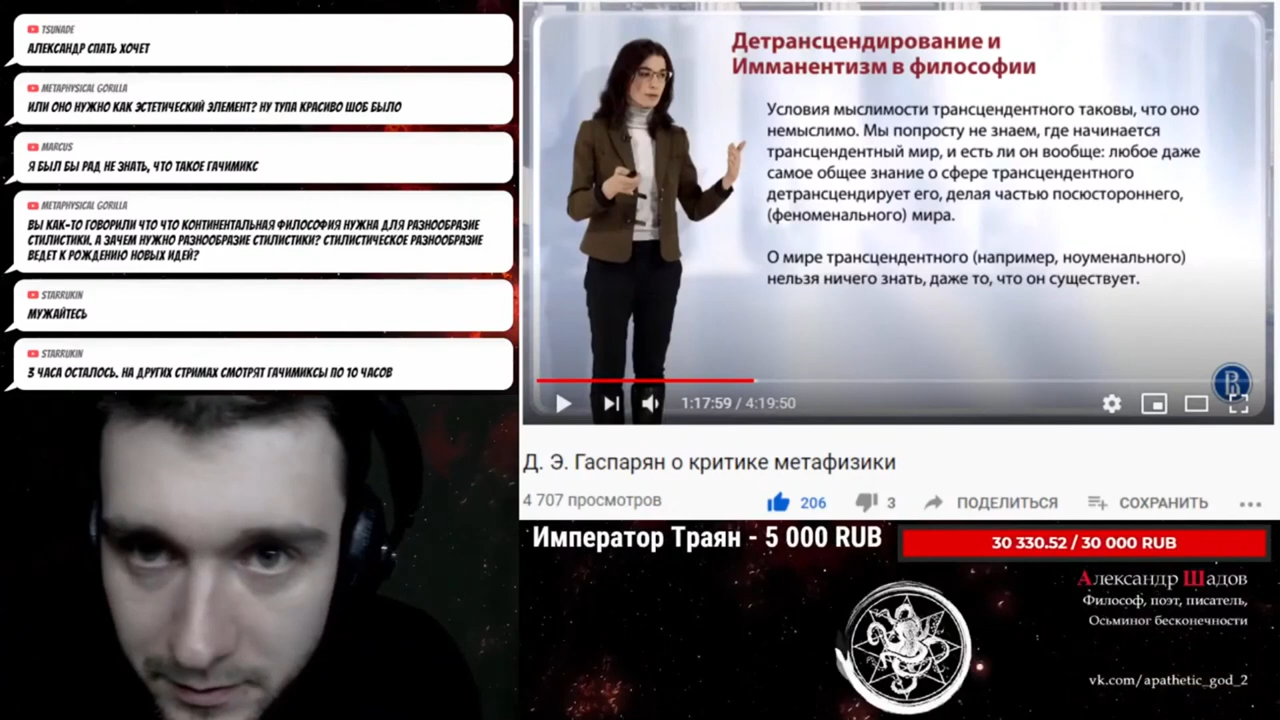 TSUNADE
АЛЕКСАНДР СПАТЬ ХОЧЕТ
METAPHYSICAL GORILLA
ИЛИ ОНО НУЖНО КАК ЭСТЕТИЧЕСКИЙ ЭЛЕМЕНТ? НУ ТУПА КРАСИВО ШОБ БЫЛО
MARCUS
Я БЫЛ БЫ РАД НЕ ЗНАТЬ, ЧТО ТАКОЕ ГАЧИМИКС
METAPHYSICAL GORILLA
ВЫ КАК-ТО ГОВОРИЛИ ЧТО ЧТО КОНТИНЕНТАЛЬНАЯ ФИЛОСОФИЯ НУЖНА ДЛЯ РАЗНООБРАЗИЕ
СТИЛИСТИКИ. А ЗАЧЕМ НУЖНО РАЗНООБРАЗИЕ СТИЛИСТИКИ? СТИЛИСТИЧЕСКОЕ РАЗНООБРАЗИЕ
ВЕДЕТ К РОЖДЕНИЮ НОВЫХ ИДЕЙ?
STARRUKIN
МУЖАЙТЕСЬ
STARRUKIN
3 ЧАСА ОСТАЛОСЬ. НА ДРУГИХ СТРИМАХ СМОТРЯТ ГАЧИМИКСЫ ПО 10 ЧАСОВ
Детрансцендирование и
Имманентизм в философии
Условия мыслимости трансцендентного таковы, что оно
немыслимо. Мы попросту не знаем, где начинается
трансцендентный мир, и есть ли он вообще: любое даже
самое общее знание о сфере трансцендентного
детрансцендирует его, делая частью посюстороннего,
(феноменального) мира.
О мире трансцендентного (например, ноуменального)
нельзя ничего знать, даже то, что он существует.
1:17:59 / 4:19:50
Д. Э. Гаспарян о критике метафизики
4 707 просмотров
206
3
ПОДЕЛИТЬСЯ
СОХРАНИТЬ
Император Траян - 5 000 RUB
30 330.52 / 30 000 RUB
Александр Шадов
Философ, поэт, писатель,
Осьминог бесконечности
vk.com/apathetic_god_2